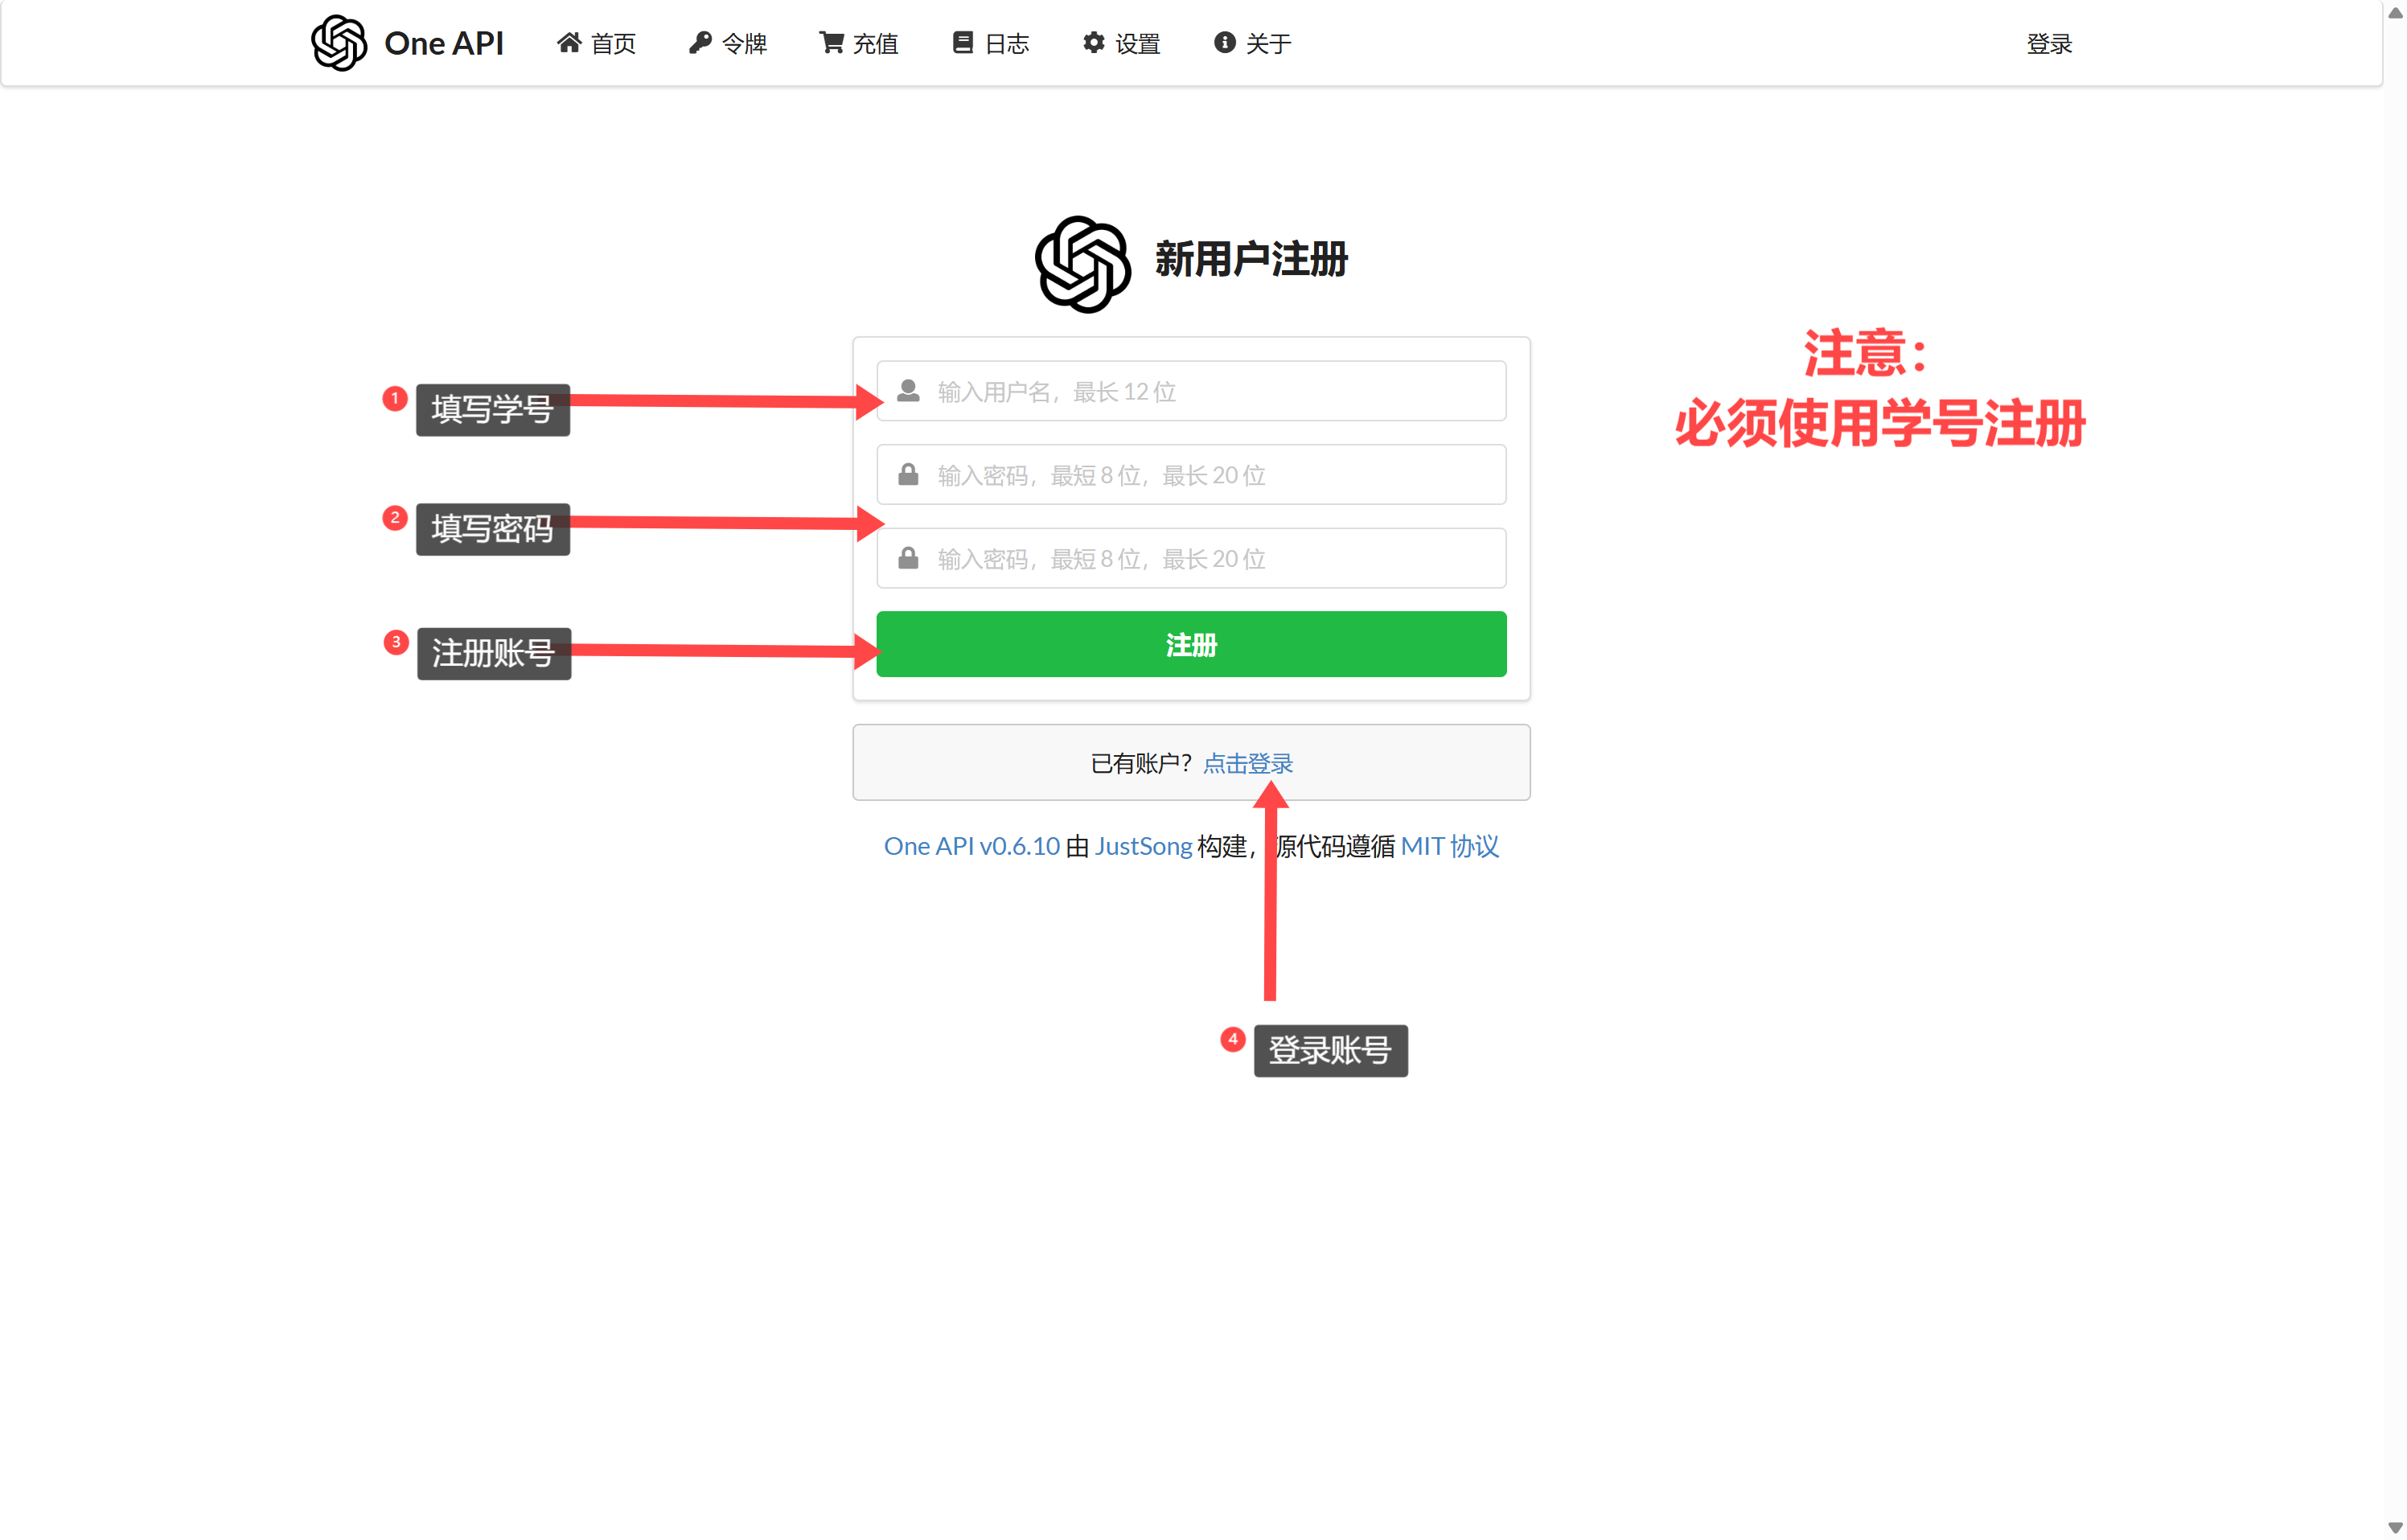 One API 首页 令牌 充值 日志 设置 关于 登录
新用户注册
注意：
必须使用学号注册
1 填写学号
输入用户名，最长 12 位
输入密码，最短 8 位，最长 20 位
2 填写密码
输入密码，最短 8 位，最长 20 位
3 注册账号
注册
已有账户？点击登录
One API v0.6.10 由 JustSong 构建，源代码遵循 MIT 协议
4 登录账号